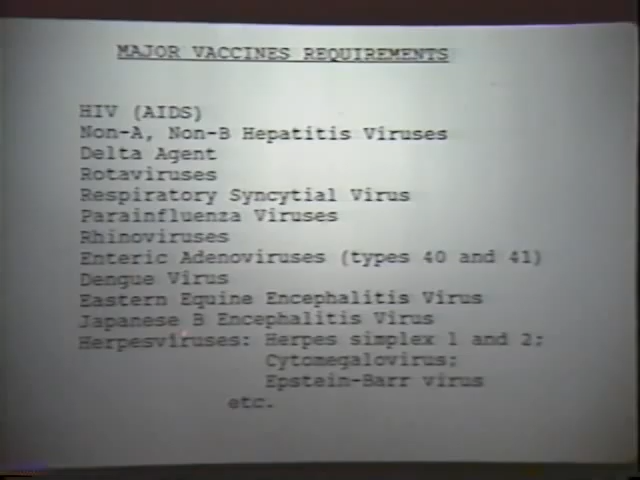 MAJOR VACCINES REQUIREMENTS
HIV (AIDS)
Non-A, Non-B Hepatitis Viruses
Delta Agent
Rotaviruses
Respiratory Syncytial Virus
Parainfluenza Viruses
Rhinoviruses
Enteric Adenoviruses (types 40 and 41)
Dengue Virus
Eastern Equine Encephalitis Virus
Japanese B Encephalitis Virus
Herpesviruses: Herpes simplex 1 and 2;
Cytomegalovirus;
Epstein-Barr virus
etc.